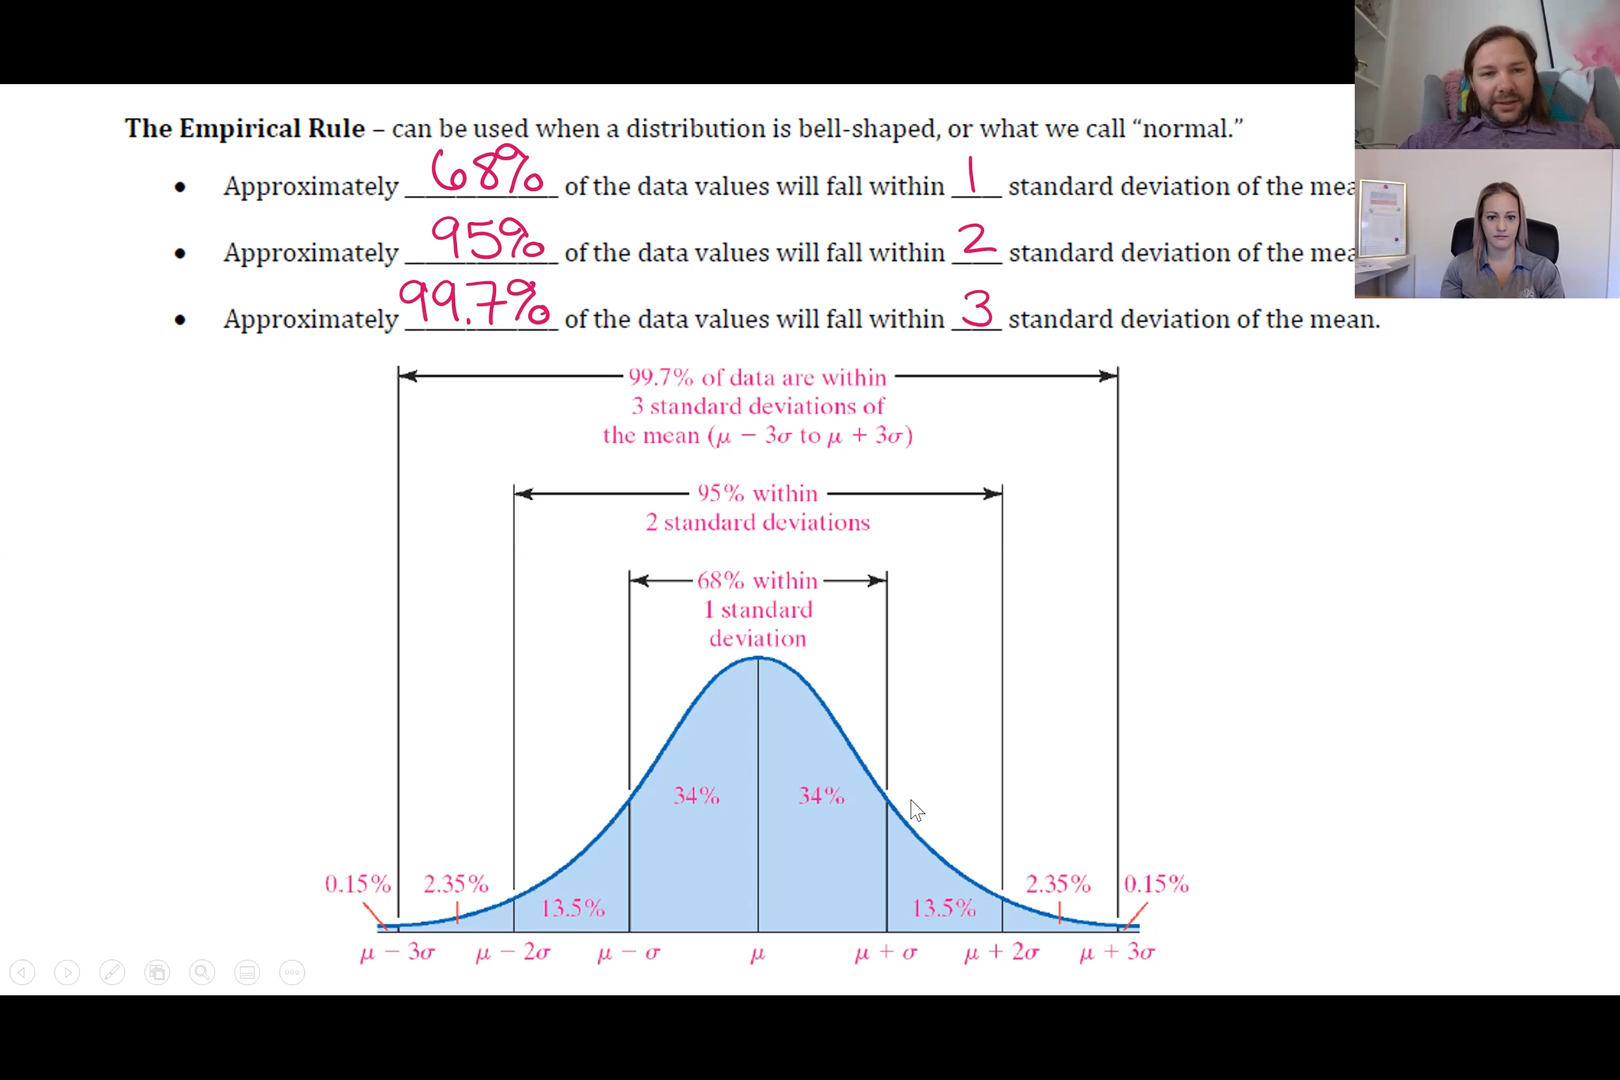 The Empirical Rule – can be used when a distribution is bell-shaped, or what we call “normal.”
• Approximately 68% of the data values will fall within 1 standard deviation of the mea
• Approximately 95% of the data values will fall within 2 standard deviation of the mea
• Approximately 99.7% of the data values will fall within 3 standard deviation of the mean.
99.7% of data are within
3 standard deviations of
the mean (μ − 3σ to μ + 3σ)
95% within
2 standard deviations
68% within
1 standard
deviation
34% 34%
0.15% 2.35% 2.35% 0.15%
13.5% 13.5%
μ − 3σ μ − 2σ μ − σ μ μ + σ μ + 2σ μ + 3σ